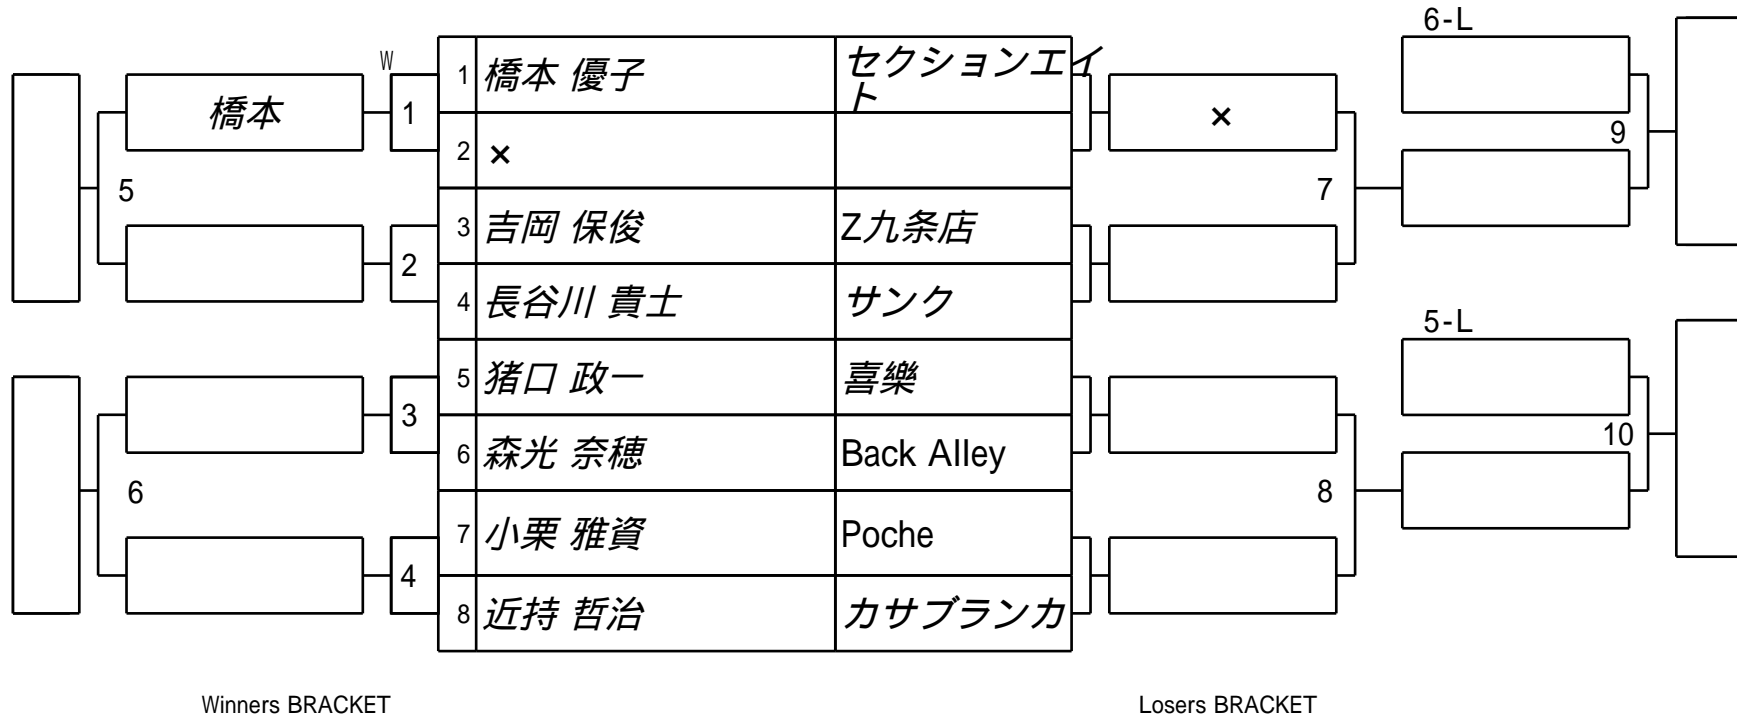 6-L
W
1 橋本 優子 セクションエイ
ト
橋本 1 ×
9
2 ×
5 7
3 吉岡 保俊 Z九条店
2
4 長谷川 貴士 サンク
5-L
5 猪口 政一 喜樂
3
10
6 森光 奈穂 Back Alley
6 8
7 小栗 雅資 Poche
4
8 近持 哲治 カサブランカ
Winners BRACKET Losers BRACKET